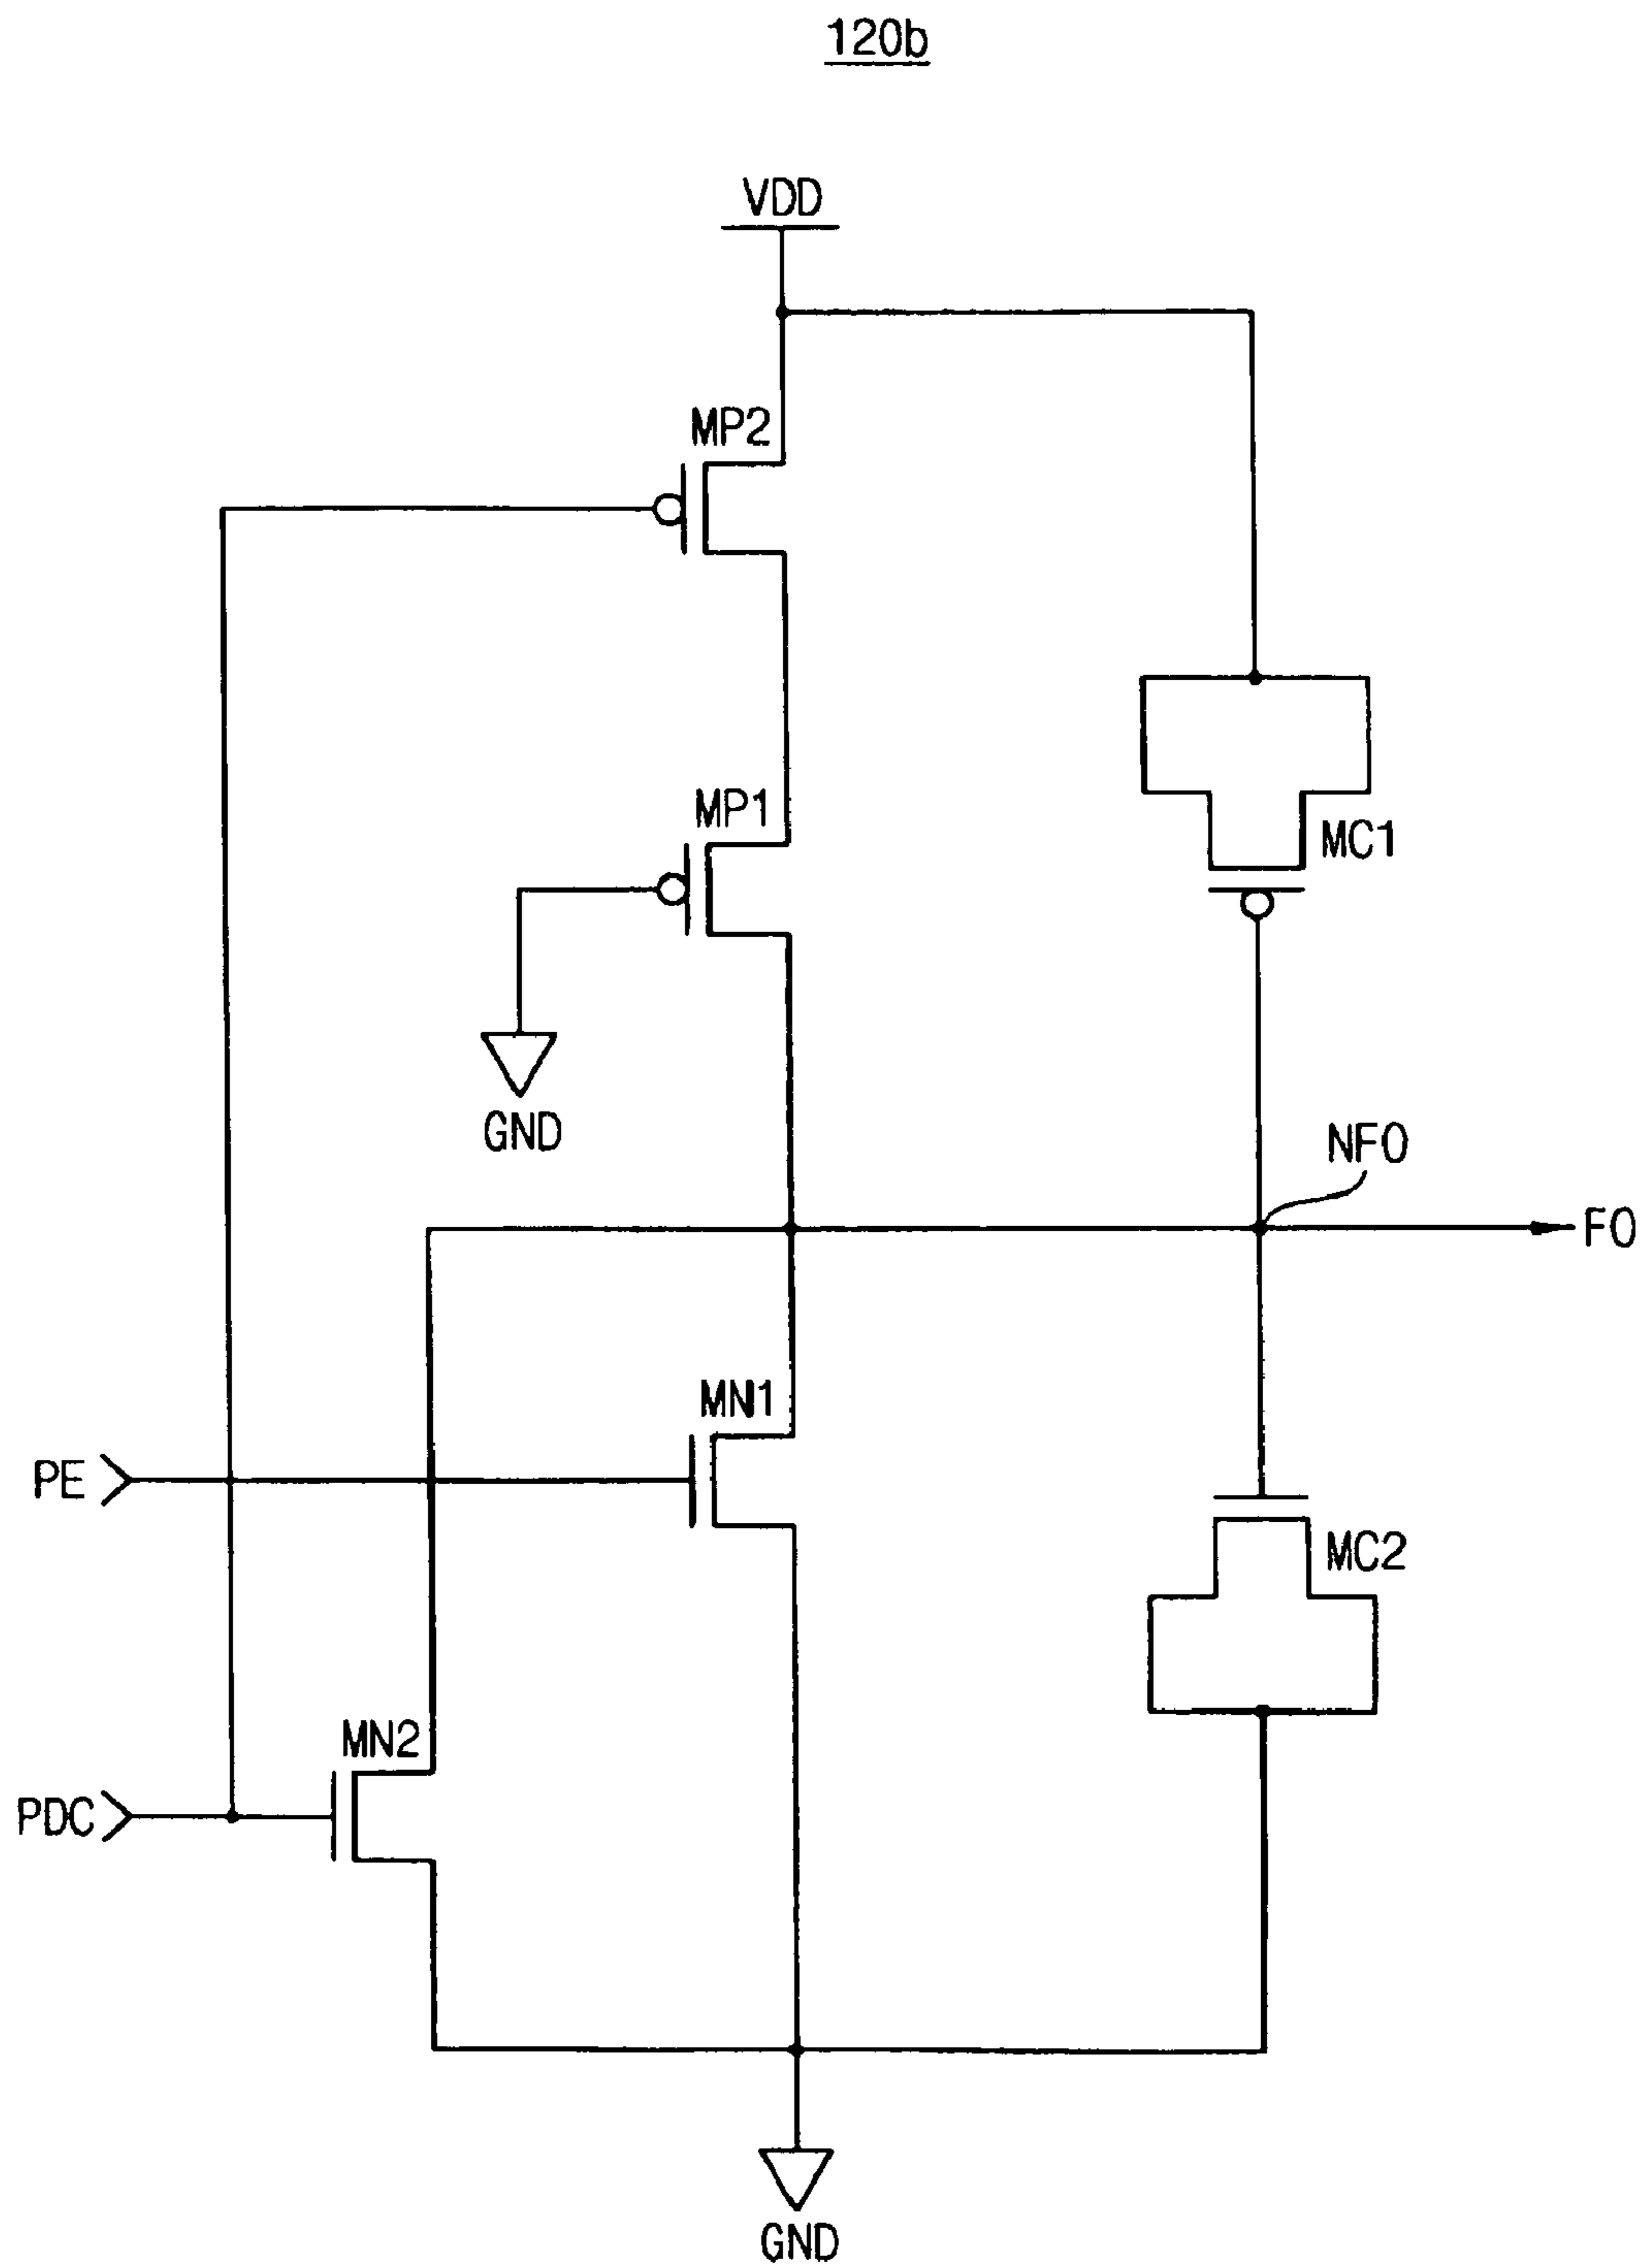 120b
VDD
MP2
MP1
MC1
GND
NFO
FO
MN1
PE
MC2
MN2
PDC
GND